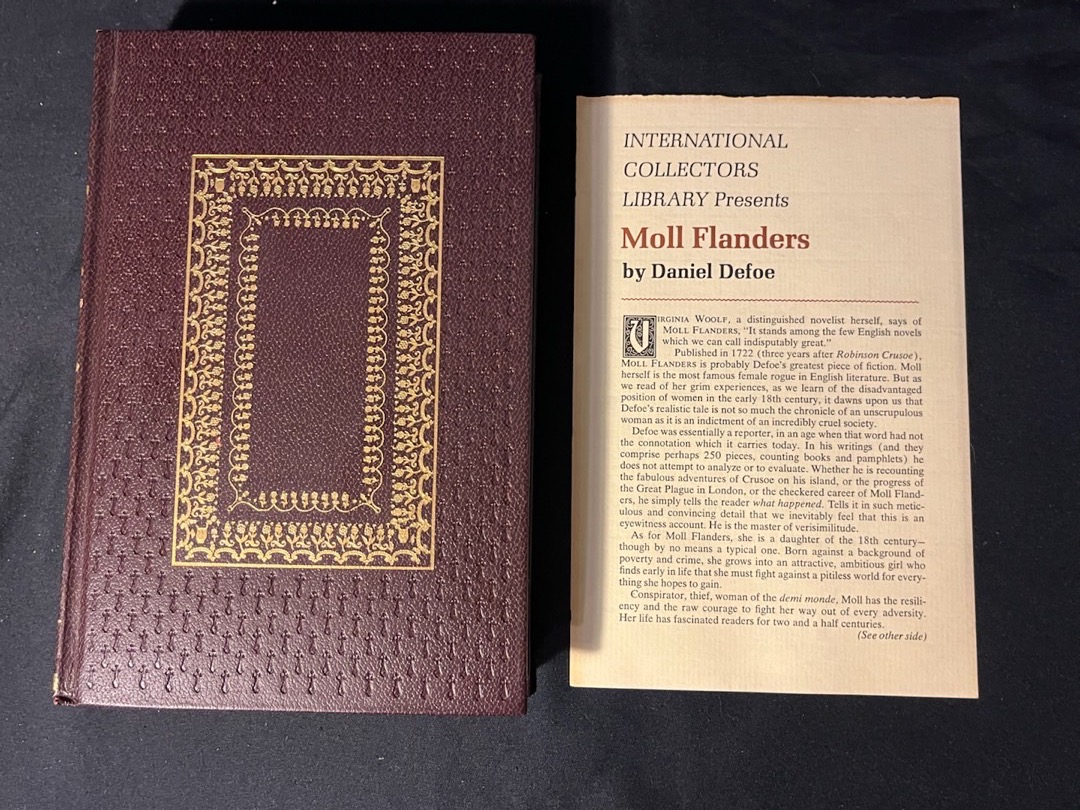 INTERNATIONAL
COLLECTORS
LIBRARY Presents
Moll Flanders
by Daniel Defoe
VIRGINIA WOOLF, a distinguished novelist herself, says of
MOLL FLANDERS, "It stands among the few English novels
which we can call indisputably great."
Published in 1722 (three years after Robinson Crusoe),
MOLL FLANDERS is probably Defoe's greatest piece of fiction. Moll
herself is the most famous female rogue in English literature. But as
we read of her grim experiences, as we learn of the disadvantaged
position of women in the early 18th century, it dawns upon us that
Defoe's realistic tale is not so much the chronicle of an unscrupulous
woman as it is an indictment of an incredibly cruel society.
Defoe was essentially a reporter, in an age when that word had not
the connotation which it carries today. In his writings (and they
comprise perhaps 250 pieces, counting books and pamphlets) he
does not attempt to analyze or to evaluate. Whether he is recounting
the fabulous adventures of Crusoe on his island, or the progress of
the Great Plague in London, or the checkered career of Moll Fland-
ers, he simply tells the reader what happened. Tells it in such metic-
ulous and convincing detail that we inevitably feel that this is an
eyewitness account. He is the master of verisimilitude.
As for Moll Flanders, she is a daughter of the 18th century—
though by no means a typical one. Born against a background of
poverty and crime, she grows into an attractive, ambitious girl who
finds early in life that she must fight against a pitiless world for every-
thing she hopes to gain.
Conspirator, thief, woman of the demi monde, Moll has the resili-
ency and the raw courage to fight her way out of every adversity.
Her life has fascinated readers for two and a half centuries.
(See other side)